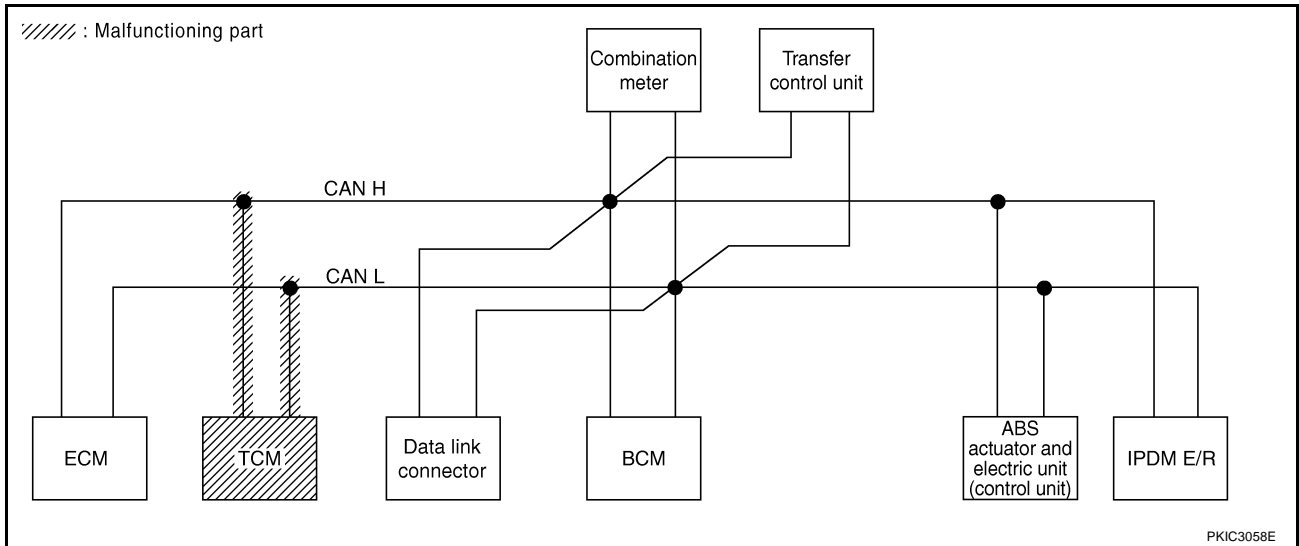 : Malfunctioning part
Combination
meter
Transfer
control unit
CAN H
CAN L
ECM
TCM
Data link
connector
BCM
ABS
actuator and
electric unit
(control unit)
IPDM E/R
PKIC3058E